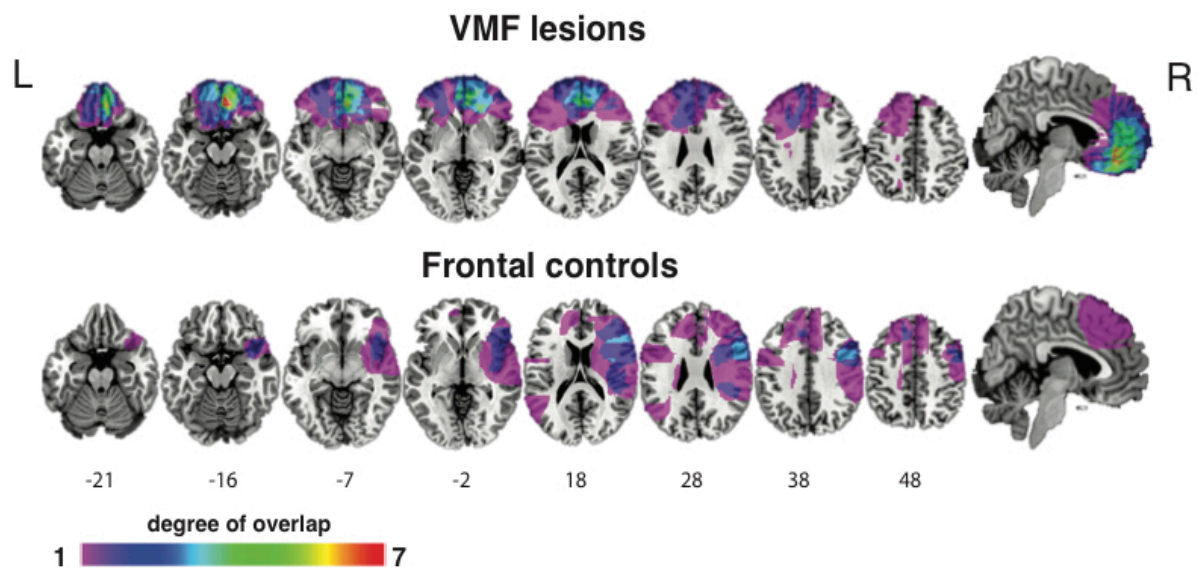 VMF lesions
L
R
Frontal controls
-21 -16 -7 -2 18 28 38 48
degree of overlap
1 7